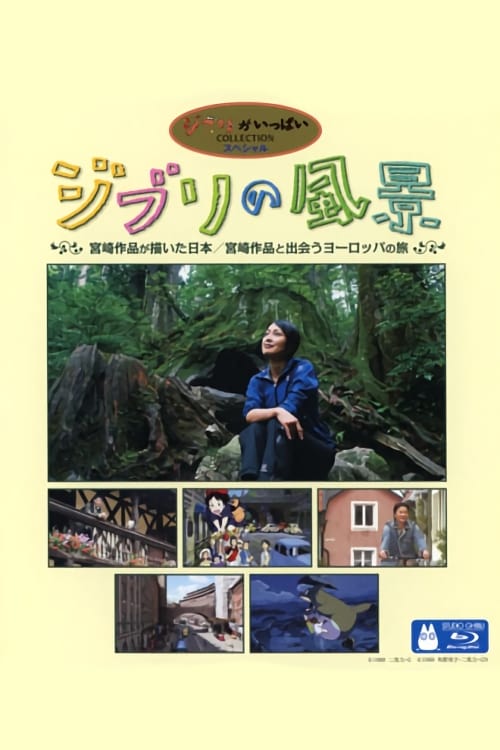 ジブリがいっぱい
COLLECTION
スペシャル
ジブリの風景
宮崎作品が描いた日本／宮崎作品と出会うヨーロッパの旅
STUDIO GHIBLI
Blu-ray Disc